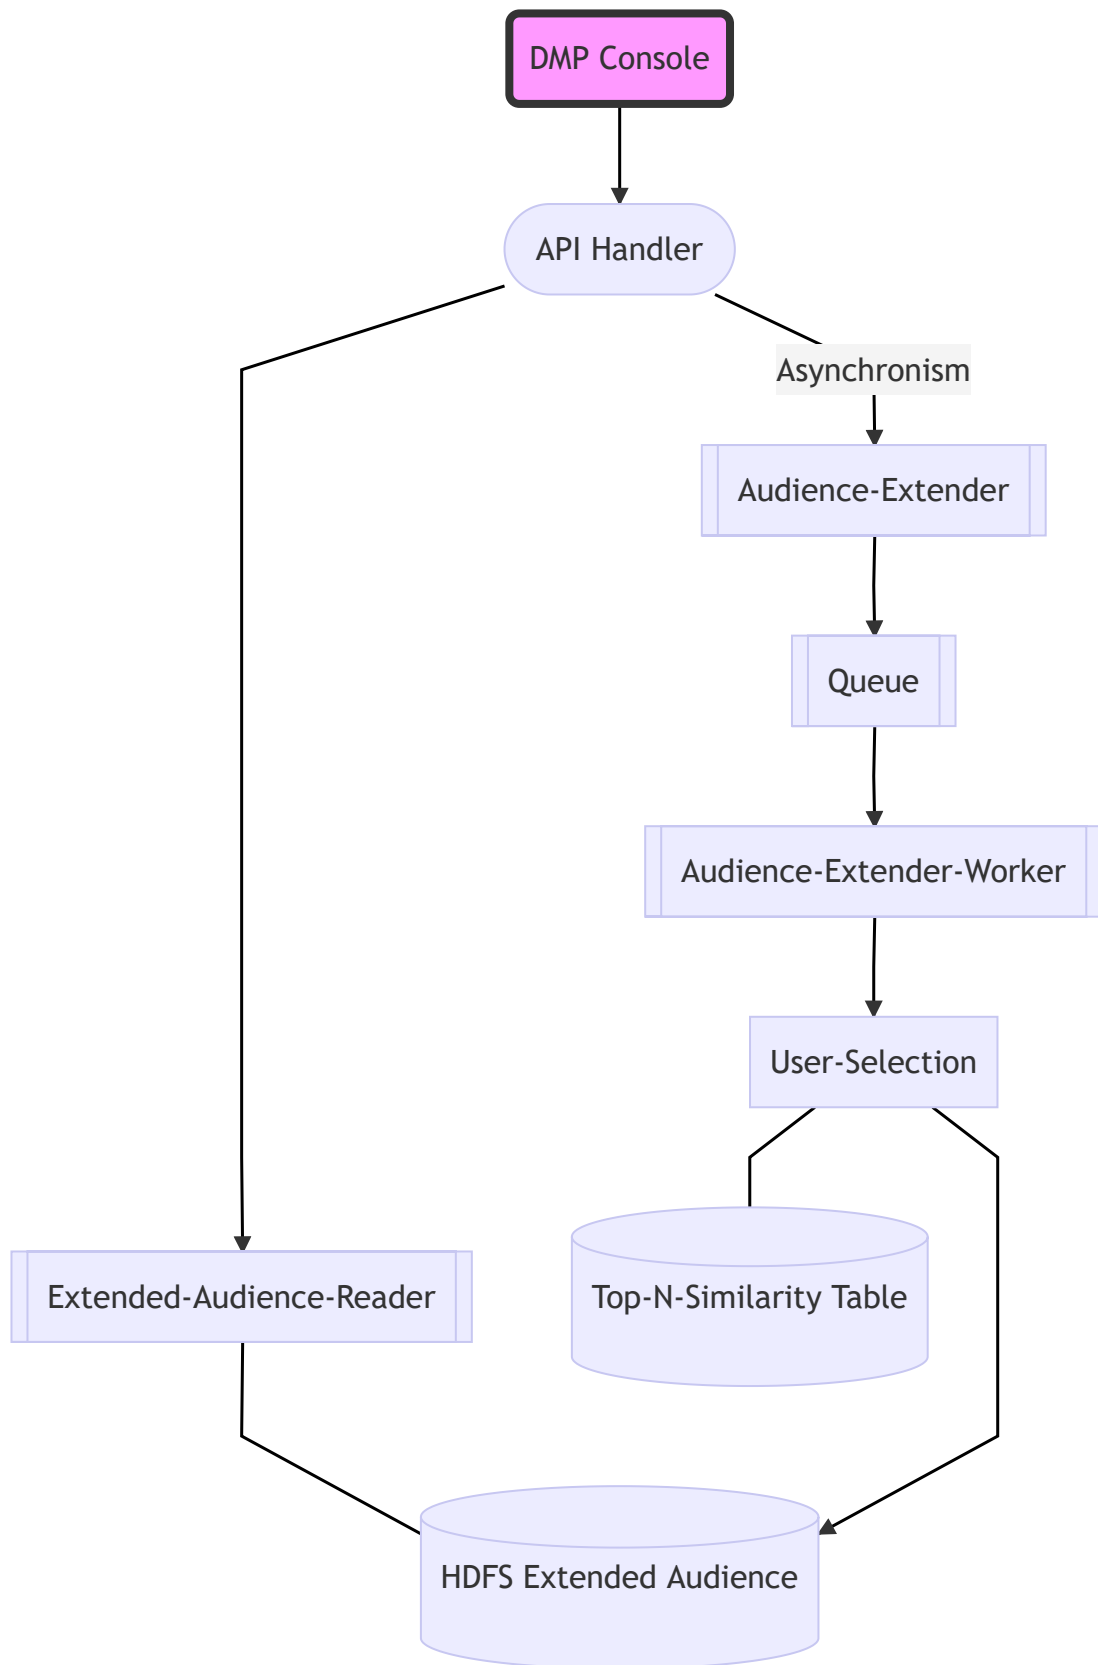 DMP Console
API Handler
Asynchronism
Audience-Extender
Queue
Audience-Extender-Worker
User-Selection
Extended-Audience-Reader
Top-N-Similarity Table
HDFS Extended Audience